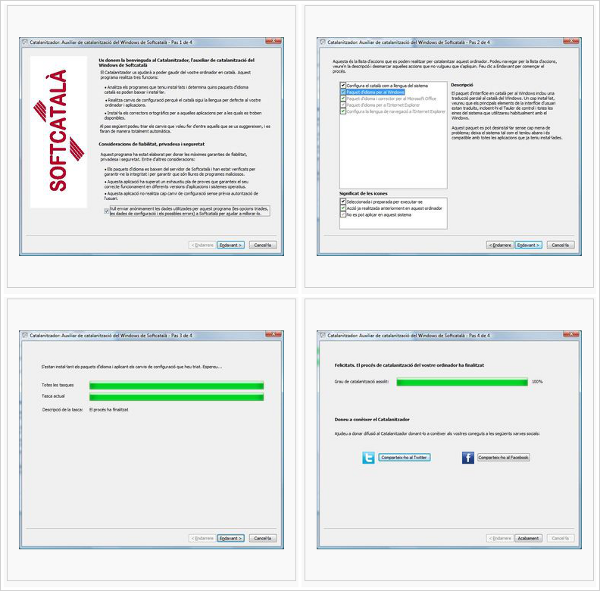 Catalanitzador: Auxiliar de catalanització del Windows de Softcatalà - Pas 1 de 4
SOFTCATALÀ
Us donem la benvinguda al Catalanitzador, l'auxiliar de catalanització del
Windows de Softcatalà
El Catalanitzador us ajudarà a poder gaudir del vostre ordinador en català. Aquest
programa realitza tres funcions:
• Analitza els programes que teniu instal·lats i determina quins paquets d'idioma
català es poden baixar i instal·lar.
• Realitza canvis de configuració perquè el català sigui la llengua per defecte al vostre
ordinador i aplicacions.
• Instal·la els correctors ortogràfics per a aquelles aplicacions per a les quals es troben
disponibles.
Al pas següent podeu triar els canvis que voleu fer d'entre aquells que se us suggereixen, i es
faran de manera totalment automàtica.
Consideracions de fiabilitat, privadesa i seguretat
Aquest programa ha estat elaborat per donar les màximes garanties de fiabilitat,
privadesa i seguretat. Entre d'altres consideracions:
• Els paquets d'idioma es baixen del servidor de Softcatalà i han estat verificats per
garantir-ne la integritat i per garantir que són lliures de programes maliciosos.
• Aquesta aplicació ha superat un exhaustiu pla de proves que garanteix el seu
correcte funcionament en diferents versions d'aplicacions i sistemes operatius.
• Aquesta aplicació no realitza cap canvi de configuració sense prèvia autorització de
l'usuari.
Vull enviar anònimament les dades utilitzades per aquest programa (les opcions triades,
les dades de configuració i els possibles errors) a Softcatalà per ajudar a millorar-lo.
< Endarrere Endavant > Cancel·la
Catalanitzador: Auxiliar de catalanització del Windows de Softcatalà - Pas 2 de 4
Aquesta és la llista d'accions que es poden realitzar per catalanitzar aquest ordinador. Podeu navegar per la llista d'accions,
veure'n la descripció i desmarcar aquelles accions que no vulgueu que s'apliquin. Feu clic a Endavant per començar el
procés.
Configura el català com a llengua del sistema
Paquet d'idioma per al Windows
Paquet d'idioma i corrector per al Microsoft Office
Paquet d'idioma per a l'Internet Explorer
Configura la llengua de navegació a l'Internet Explorer
Descripció
El paquet d'interfície en català per al Windows inclou una
traducció parcial al català del Windows. Un cop instal·lat,
veureu que els principals elements de la interfície d'usuari
estan traduïts, incloent-hi el Tauler de control i totes les
eines del sistema que utilitzareu habitualment amb el
Windows.
Aquest paquet es pot desinstal·lar sense cap mena de
problema i deixa el sistema tal com el teníeu abans i és
compatible amb totes les aplicacions que ja teniu instal·lades.
Significat de les icones
Seleccionada i preparada per executar-se
Acció ja realitzada anteriorment en aquest ordinador
No es pot aplicar en aquest sistema
< Endarrere Endavant > Cancel·la
Catalanitzador: Auxiliar de catalanització del Windows de Softcatalà - Pas 3 de 4
S'estan instal·lant els paquets d'idioma i aplicant els canvis de configuració que heu triat. Espereu...
Totes les tasques
Tasca actual
Descripció de la tasca: El procés ha finalitzat
< Endarrere Endavant > Cancel·la
Catalanitzador: Auxiliar de catalanització del Windows de Softcatalà - Pas 4 de 4
Felicitats. El procés de catalanització del vostre ordinador ha finalitzat
Grau de catalanització assolit: 100%
Doneu a conèixer el Catalanitzador
Ajudeu a donar difusió al Catalanitzador donant-lo a conèixer als vostres coneguts a les següents xarxes socials:
Comparteix-ho al Twitter Comparteix-ho al Facebook
< Endarrere Acabament Cancel·la